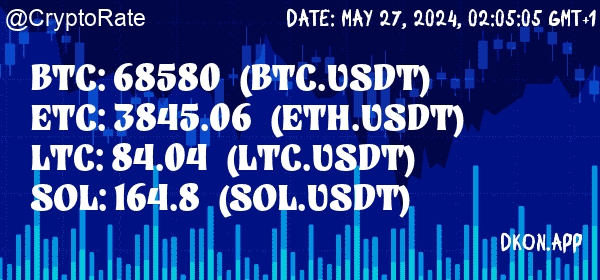 @CryptoRate
DATE: MAY 27, 2024, 02:05:05 GMT+1
BTC: 68580 (BTC.USDT)
ETC: 3845.06 (ETH.USDT)
LTC: 84.04 (LTC.USDT)
SOL: 164.8 (SOL.USDT)
DKON.APP